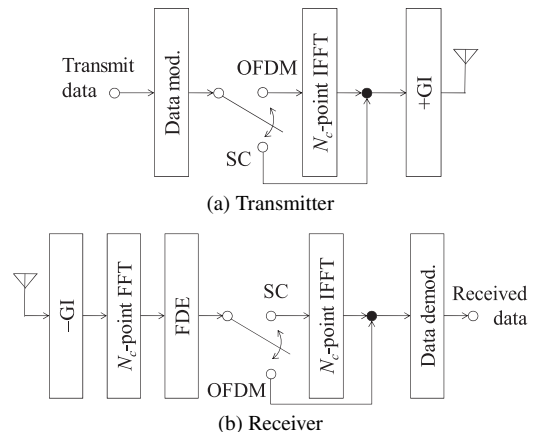 Transmit
data
Data mod.
OFDM
SC
N_c-point IFFT
+GI
(a) Transmitter
–GI
N_c-point FFT
FDE
SC
OFDM
N_c-point IFFT
Data demod.
Received
data
(b) Receiver